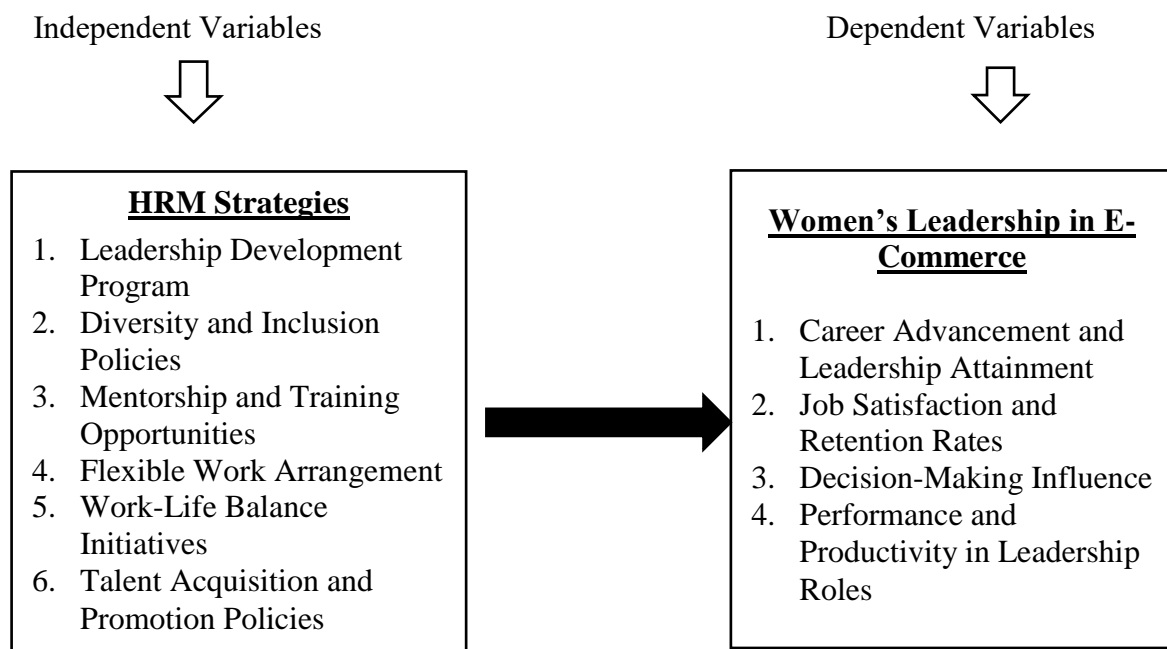 Independent Variables
Dependent Variables
HRM Strategies
1. Leadership Development
Program
2. Diversity and Inclusion
Policies
3. Mentorship and Training
Opportunities
4. Flexible Work Arrangement
5. Work-Life Balance
Initiatives
6. Talent Acquisition and
Promotion Policies
Women’s Leadership in E-
Commerce
1. Career Advancement and
Leadership Attainment
2. Job Satisfaction and
Retention Rates
3. Decision-Making Influence
4. Performance and
Productivity in Leadership
Roles